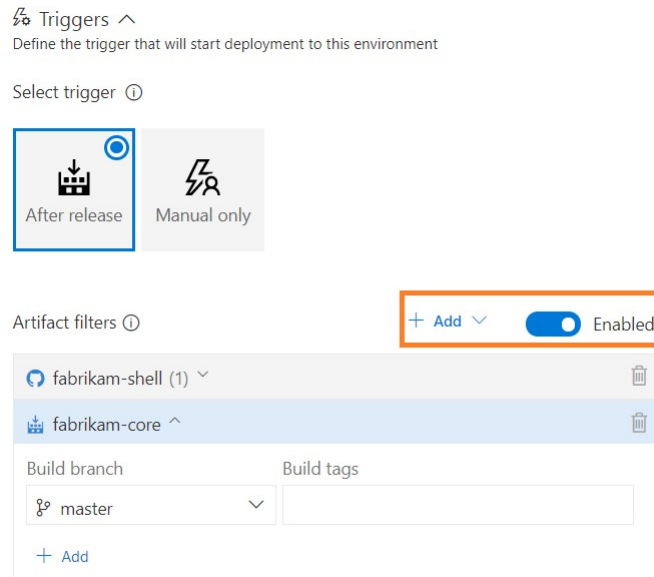 Triggers
Define the trigger that will start deployment to this environment
Select trigger
After release
Manual only
Artifact filters
+ Add
Enabled
fabrikam-shell (1)
fabrikam-core
Build branch
Build tags
master
+ Add